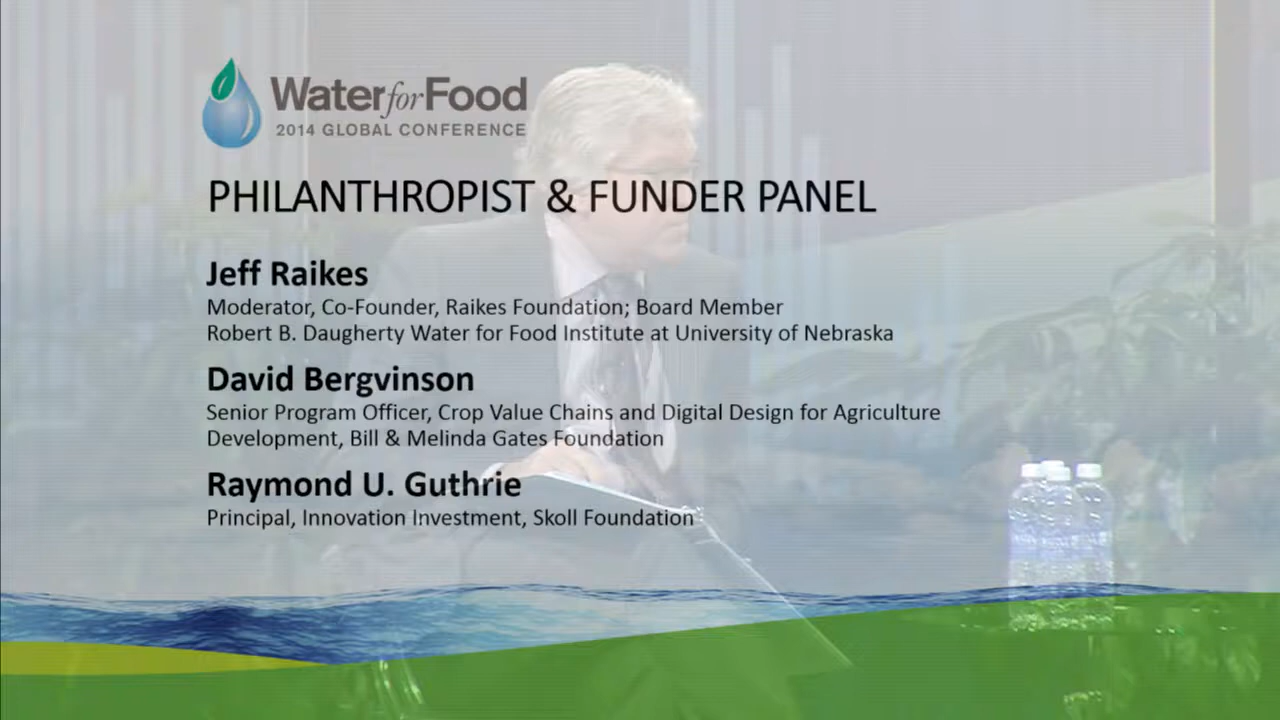 Water for Food
2014 GLOBAL CONFERENCE
PHILANTHROPIST & FUNDER PANEL
Jeff Raikes
Moderator, Co-Founder, Raikes Foundation; Board Member
Robert B. Daugherty Water for Food Institute at University of Nebraska
David Bergvinson
Senior Program Officer, Crop Value Chains and Digital Design for Agriculture
Development, Bill & Melinda Gates Foundation
Raymond U. Guthrie
Principal, Innovation Investment, Skoll Foundation